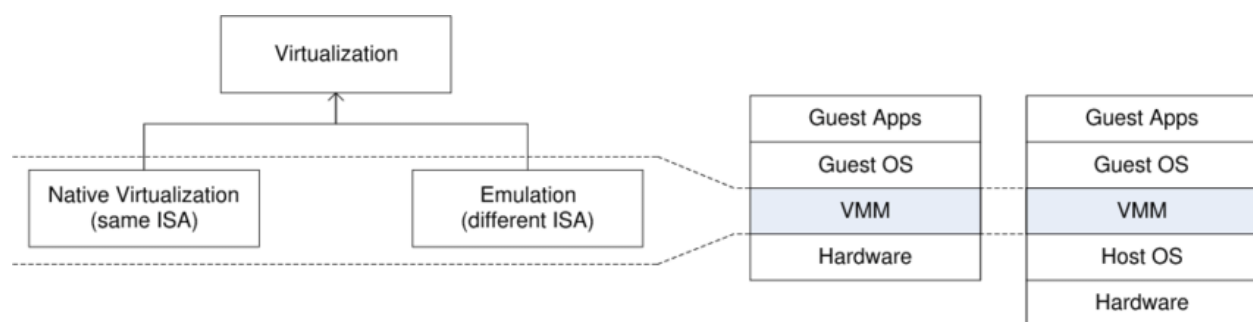 Virtualization
Native Virtualization
(same ISA)
Emulation
(different ISA)
Guest Apps
Guest OS
VMM
Hardware
Guest Apps
Guest OS
VMM
Host OS
Hardware